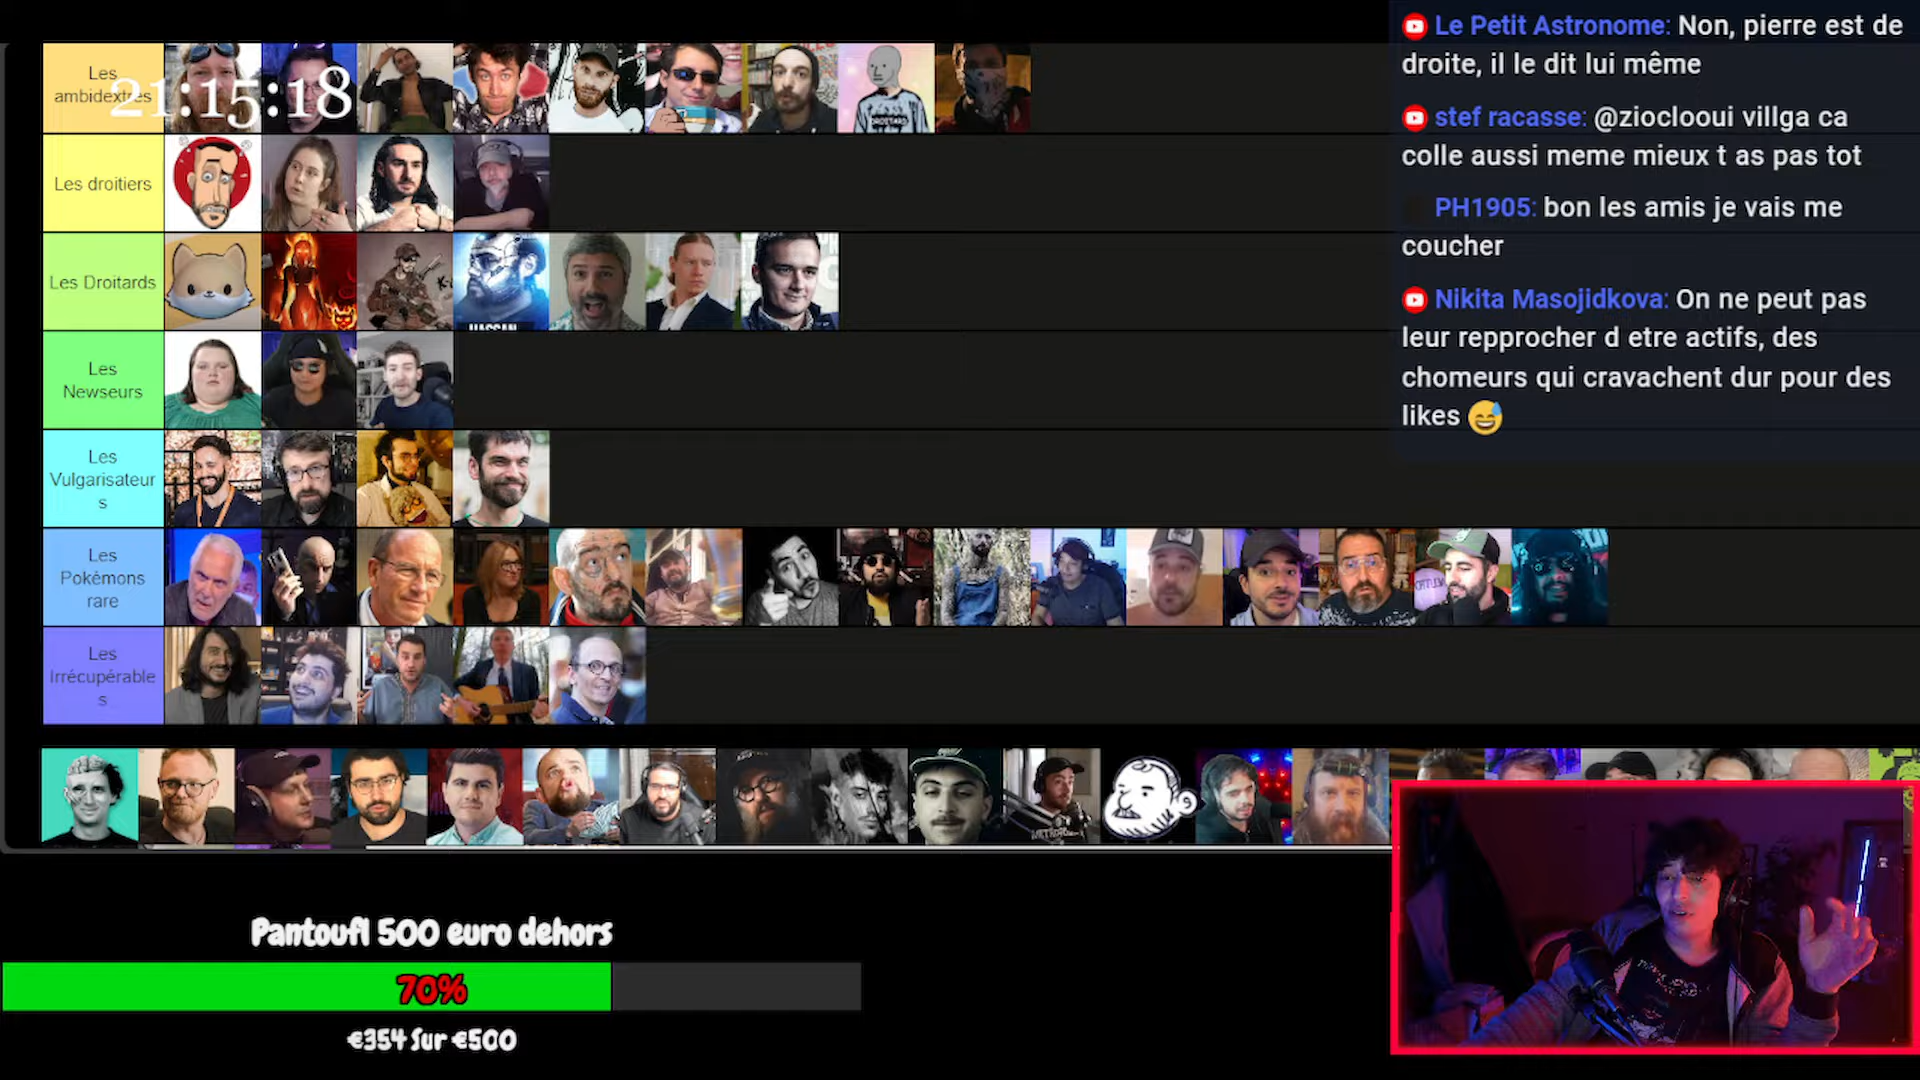 Les
ambidextres
21:15:18
Les droitiers
Les Droitards
HASSAN
Les
Newseurs
Les
Vulgarisateur
s
Les
Pokémons
rare
Les
Irrécupérable
s
DROITARD
Le Petit Astronome: Non, pierre est de
droite, il le dit lui même
stef racasse: @zioclooui villga ca
colle aussi meme mieux t as pas tot
PH1905: bon les amis je vais me
coucher
Nikita Masojidkova: On ne peut pas
leur repprocher d etre actifs, des
chomeurs qui cravachent dur pour des
likes 😅
Pantoufl 500 euro dehors
70%
€354 Sur €500